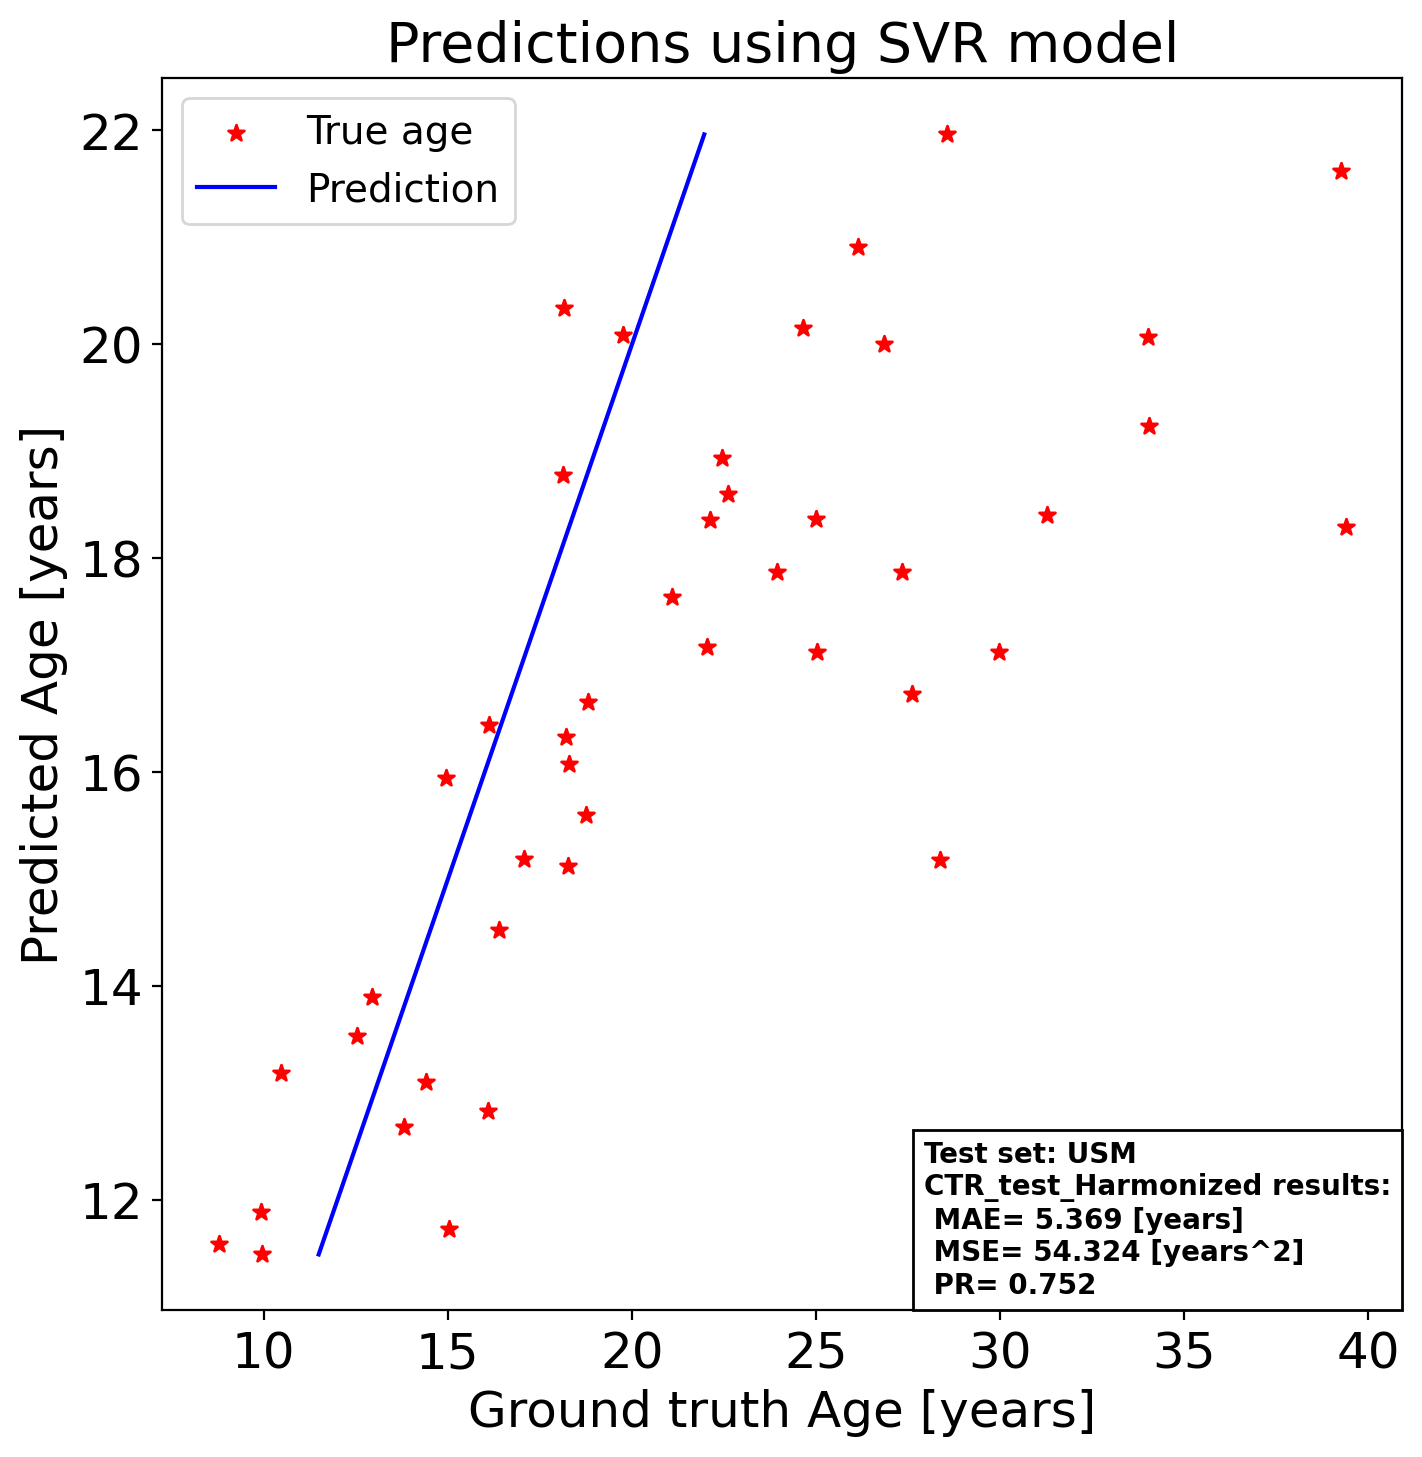 Predictions using SVR model
True age
Prediction
22
20
18
16
14
12
Predicted Age [years]
Test set: USM
CTR_test_Harmonized results:
MAE= 5.369 [years]
MSE= 54.324 [years^2]
PR= 0.752
10 15 20 25 30 35 40
Ground truth Age [years]